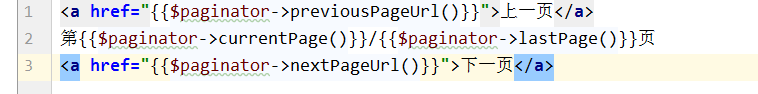 1 <a href="{{$paginator->previousPageUrl()}}">上一页</a>
2 第{{$paginator->currentPage()}}/{{$paginator->lastPage()}}页
3 <a href="{{$paginator->nextPageUrl()}}">下一页</a>